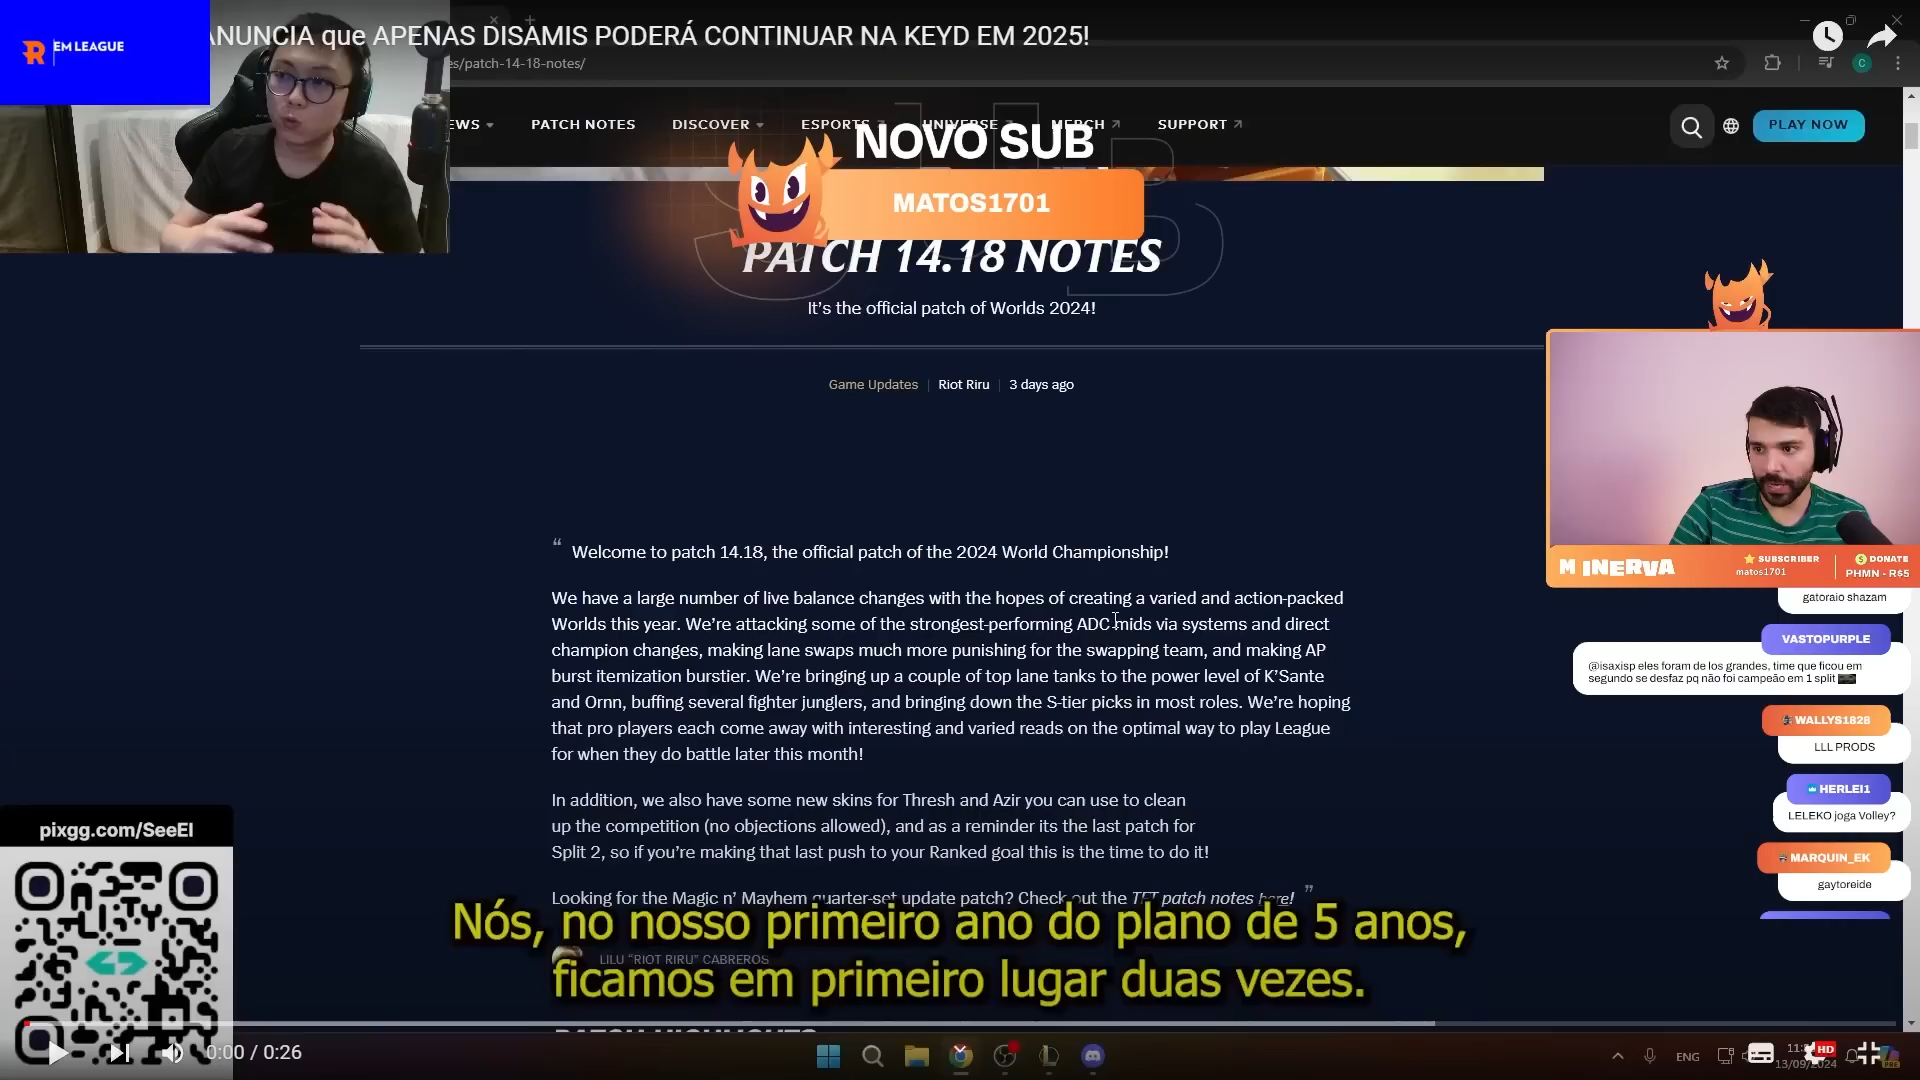 EM LEAGUE
ANUNCIA que APENAS DISAMIS PODERÁ CONTINUAR NA KEYD EM 2025!
es/patch-14-18-notes/
C
EWS
PATCH NOTES
DISCOVER
ESPORTS
UNIVERSE
MERCH
SUPPORT
PLAY NOW
NOVO SUB
MATOS1701
PATCH 14.18 NOTES
It's the official patch of Worlds 2024!
Game Updates
Riot Riru
3 days ago
“ Welcome to patch 14.18, the official patch of the 2024 World Championship!
We have a large number of live balance changes with the hopes of creating a varied and action-packed
Worlds this year. We're attacking some of the strongest-performing ADC mids via systems and direct
champion changes, making lane swaps much more punishing for the swapping team, and making AP
burst itemization burstier. We're bringing up a couple of top lane tanks to the power level of K'Sante
and Ornn, buffing several fighter junglers, and bringing down the S-tier picks in most roles. We're hoping
that pro players each come away with interesting and varied reads on the optimal way to play League
for when they do battle later this month!
In addition, we also have some new skins for Thresh and Azir you can use to clean
up the competition (no objections allowed), and as a reminder its the last patch for
Split 2, so if you're making that last push to your Ranked goal this is the time to do it!
Looking for the Magic n' Mayhem quarter-set update patch? Check out the TFT patch notes here! ”
LILU “RIOT RIRU” CABREROS
Nós, no nosso primeiro ano do plano de 5 anos,
ficamos em primeiro lugar duas vezes.
PATCH HIGHLIGHTS
MINERVA
SUBSCRIBER
matos1701
DONATE
PHMN - R$5
gatoraio shazam
VASTOPURPLE
@isaxisp eles foram de los grandes, time que ficou em
segundo se desfaz pq não foi campeão em 1 split
WALLYS1828
LLL PRODS
HERLEI1
LELEKO joga Volley?
MARQUIN_EK
gaytoreide
pixgg.com/SeeEl
0:00 / 0:26
ENG
HD
13/09/2024